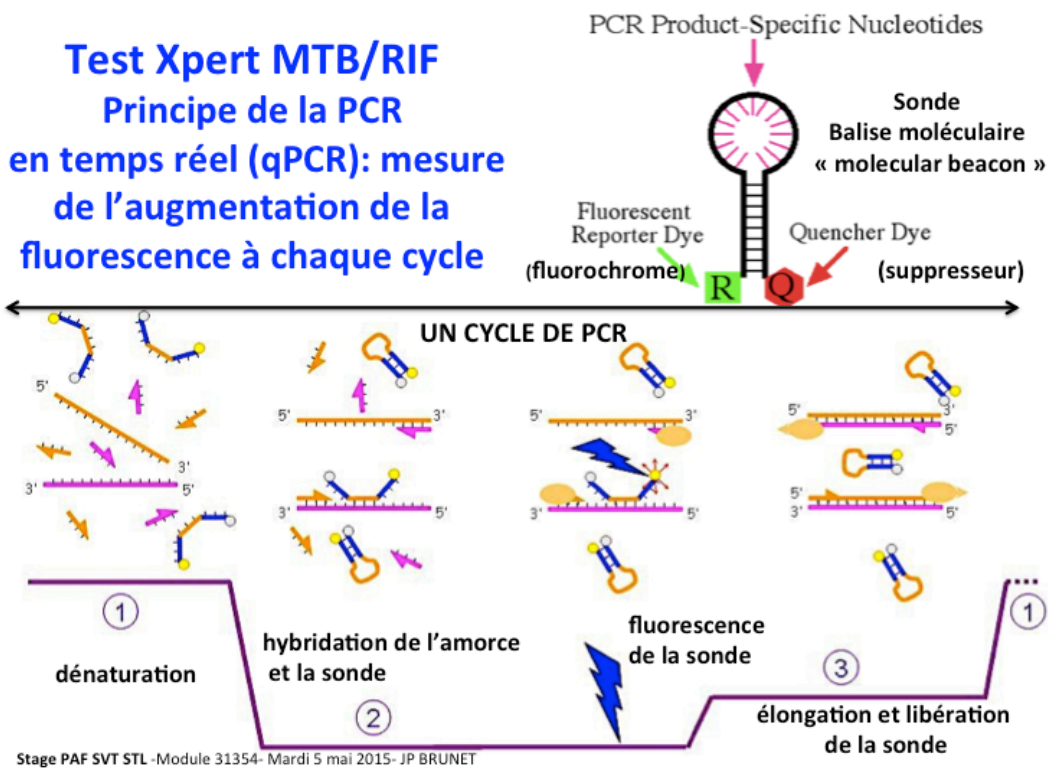 Test Xpert MTB/RIF
Principe de la PCR
en temps réel (qPCR): mesure
de l'augmentation de la
fluorescence à chaque cycle
PCR Product-Specific Nucleotides
Sonde
Balise moléculaire
« molecular beacon »
Fluorescent
Reporter Dye
(fluorochrome)
Quencher Dye
(suppresseur)
R
Q
UN CYCLE DE PCR
5'
3'
3'
5'
5'
3'
3'
5'
5'
3'
3'
5'
5'
3'
5'
5'
3'
5'
1
dénaturation
hybridation de l'amorce
et la sonde
2
fluorescence
de la sonde
3
élongation et libération
de la sonde
1
Stage PAF SVT STL -Module 31354- Mardi 5 mai 2015- JP BRUNET